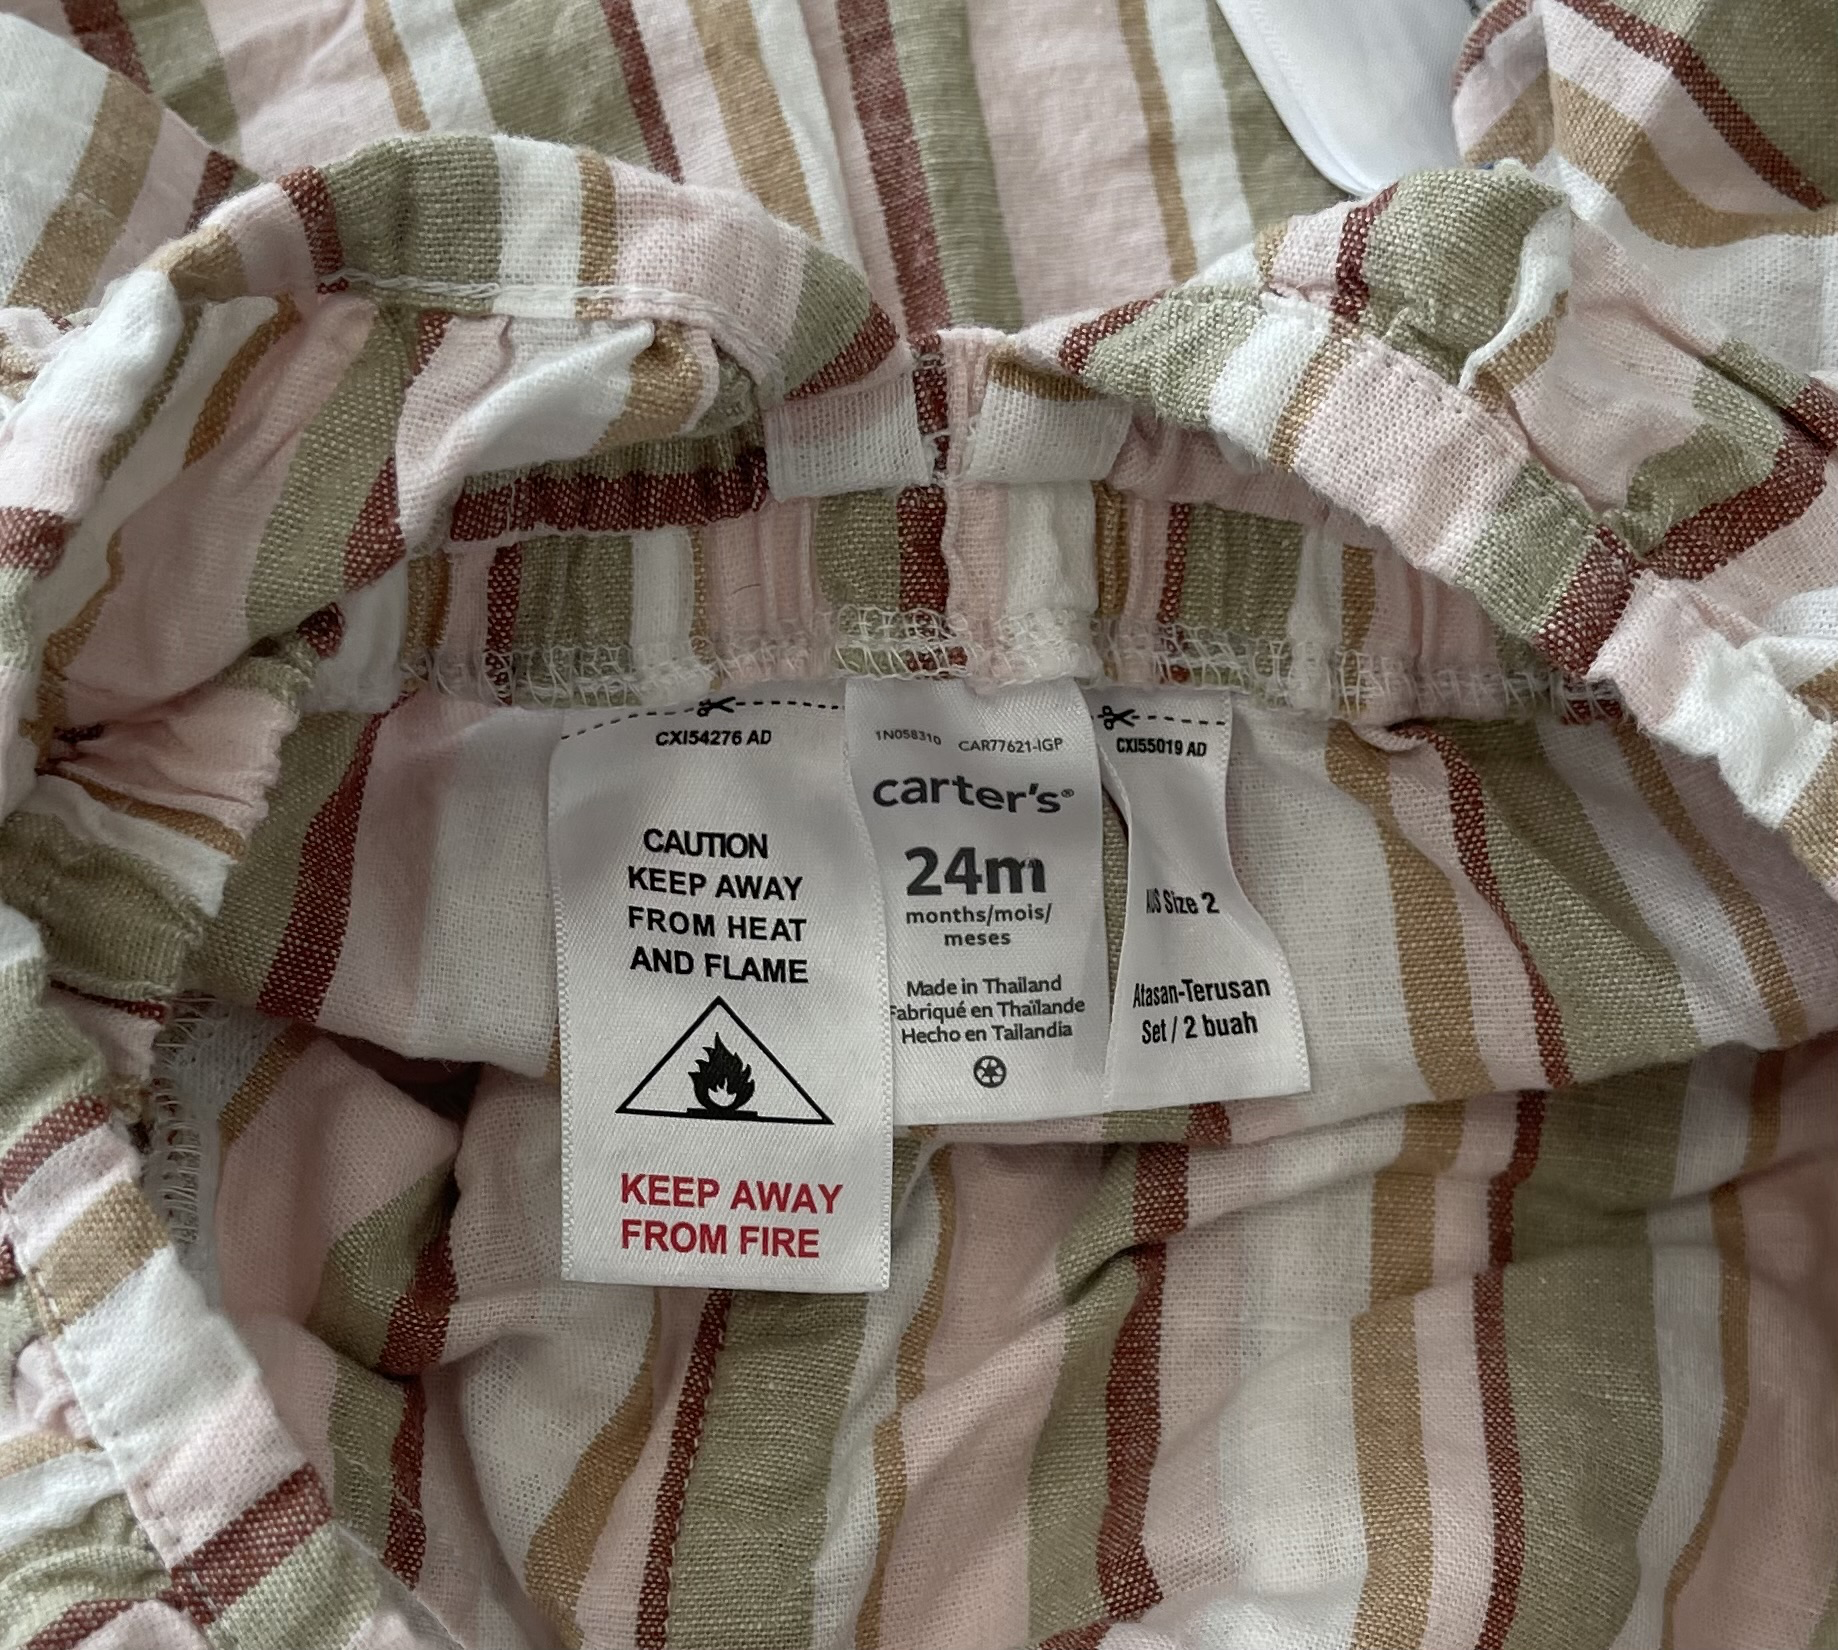 CXI54276 AD
CAUTION
KEEP AWAY
FROM HEAT
AND FLAME
KEEP AWAY
FROM FIRE
1N058310 CAR77621-IGP
carter's®
24m
months/mois/
meses
Made in Thailand
Fabriqué en Thaïlande
Hecho en Tailandia
CXI55019 AD
AUS Size 2
Atasan-Terusan
Set / 2 buah